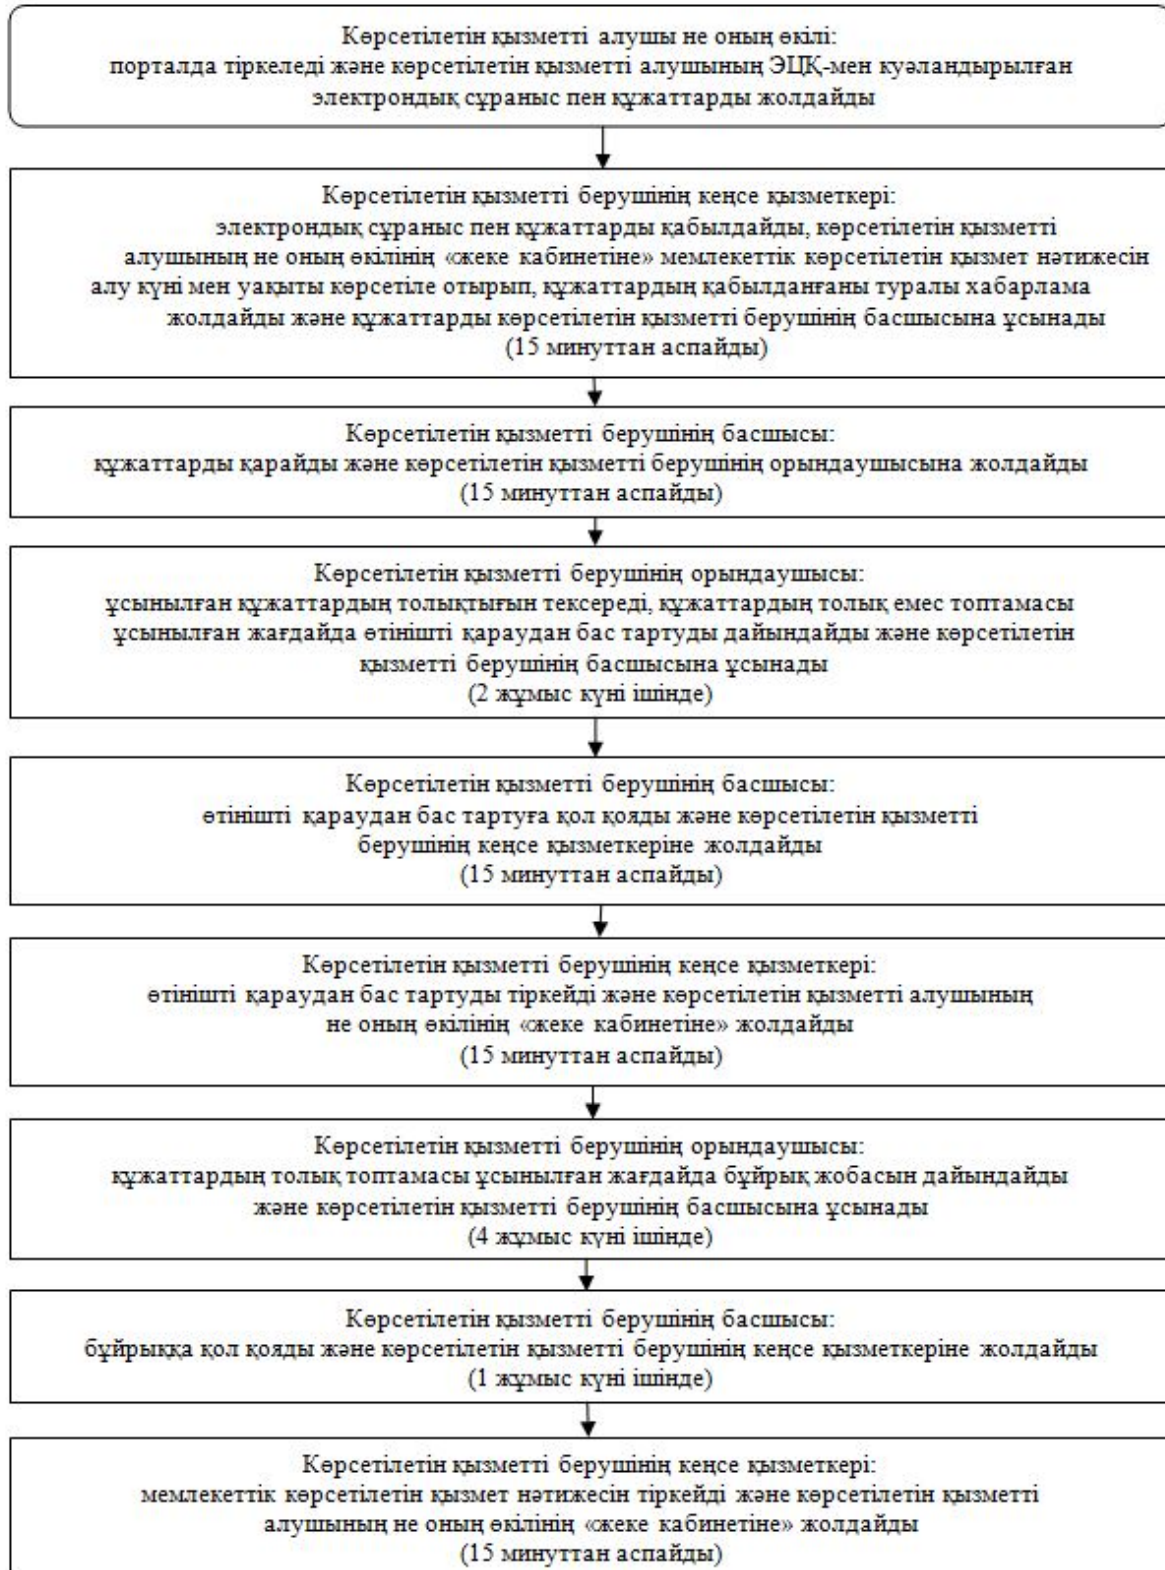 Көрсетілетін қызметті алушы не оның өкілі:
порталда тіркеледі және көрсетілетін қызметті алушының ЭЦҚ-мен куәландырылған
электрондық сұраныс пен құжаттарды жолдайды
Көрсетілетін қызметті берушінің кеңсе қызметкері:
электрондық сұраныс пен құжаттарды қабылдайды, көрсетілетін қызметті
алушының не оның өкілінің «жеке кабинетіне» мемлекеттік көрсетілетін қызмет нәтижесін
алу күні мен уақыты көрсетіле отырып, құжаттардың қабылданғаны туралы хабарлама
жолдайды және құжаттарды көрсетілетін қызметті берушінің басшысына ұсынады
(15 минуттан аспайды)
Көрсетілетін қызметті берушінің басшысы:
құжаттарды қарайды және көрсетілетін қызметті берушінің орындаушысына жолдайды
(15 минуттан аспайды)
Көрсетілетін қызметті берушінің орындаушысы:
ұсынылған құжаттардың толықтығын тексереді, құжаттардың толық емес топтамасы
ұсынылған жағдайда өтінішті қараудан бас тартуды дайындайды және көрсетілетін
қызметті берушінің басшысына ұсынады
(2 жұмыс күні ішінде)
Көрсетілетін қызметті берушінің басшысы:
өтінішті қараудан бас тартуға қол қояды және көрсетілетін қызметті
берушінің кеңсе қызметкеріне жолдайды
(15 минуттан аспайды)
Көрсетілетін қызметті берушінің кеңсе қызметкері:
өтінішті қараудан бас тартуды тіркейді және көрсетілетін қызметті алушының
не оның өкілінің «жеке кабинетіне» жолдайды
(15 минуттан аспайды)
Көрсетілетін қызметті берушінің орындаушысы:
құжаттардың толық топтамасы ұсынылған жағдайда бұйрық жобасын дайындайды
және көрсетілетін қызметті берушінің басшысына ұсынады
(4 жұмыс күні ішінде)
Көрсетілетін қызметті берушінің басшысы:
бұйрыққа қол қояды және көрсетілетін қызметті берушінің кеңсе қызметкеріне жолдайды
(1 жұмыс күні ішінде)
Көрсетілетін қызметті берушінің кеңсе қызметкері:
мемлекеттік көрсетілетін қызмет нәтижесін тіркейді және көрсетілетін қызметті
алушының не оның өкілінің «жеке кабинетіне» жолдайды
(15 минуттан аспайды)